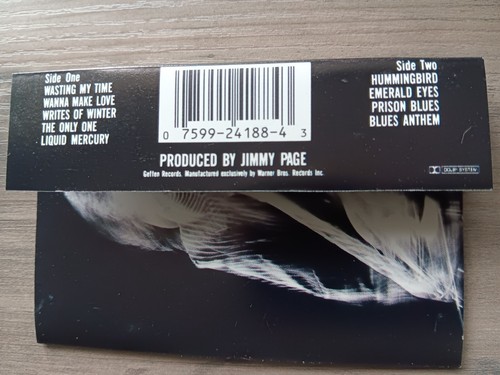 Side One
WASTING MY TIME
WANNA MAKE LOVE
WRITES OF WINTER
THE ONLY ONE
LIQUID MERCURY
0 7599-24188-4 3
PRODUCED BY JIMMY PAGE
Geffen Records. Manufactured exclusively by Warner Bros. Records Inc.
Side Two
HUMMINGBIRD
EMERALD EYES
PRISON BLUES
BLUES ANTHEM
DOLBY SYSTEM